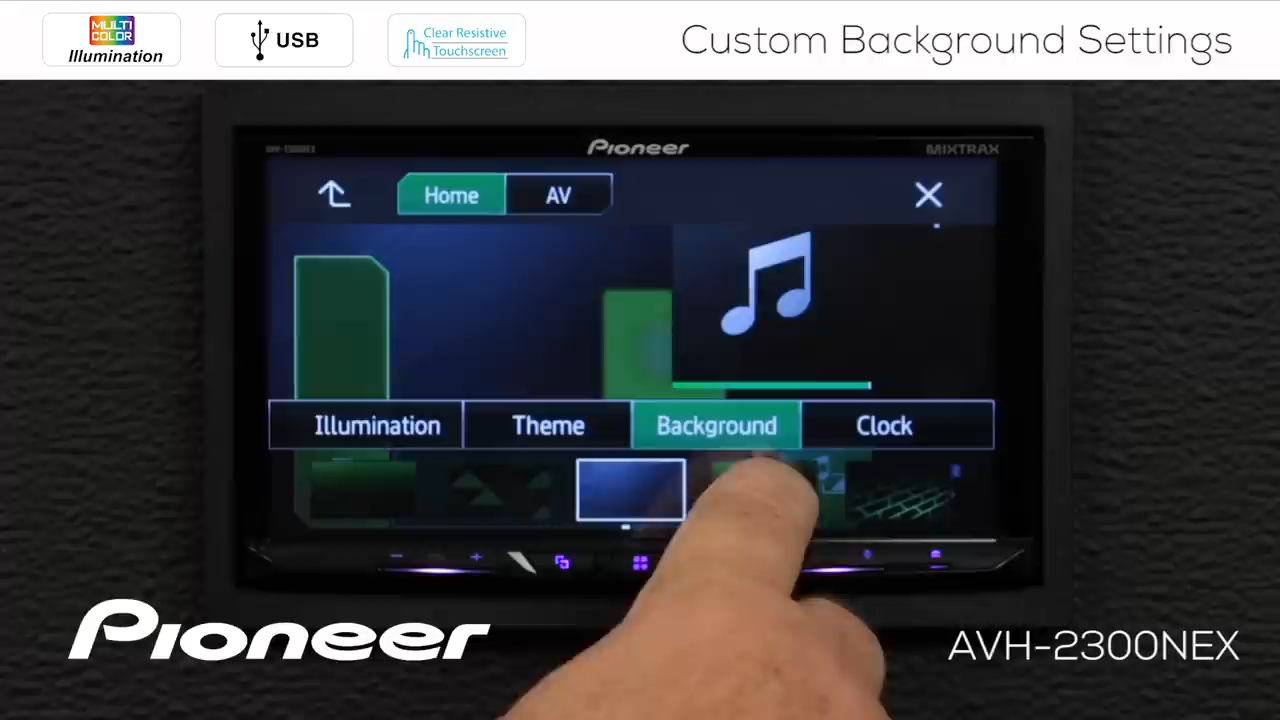 MULTI
COLOR
Illumination
USB
Clear Resistive
Touchscreen
Custom Background Settings
Pioneer
MIXTRAX
Home
AV
Illumination
Theme
Background
Clock
Pioneer
AVH-2300NEX